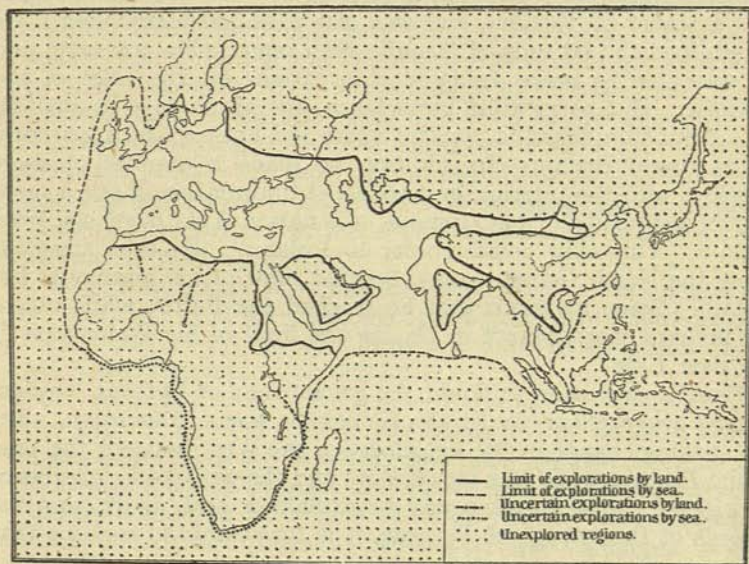 Limit of explorations by land.
Limit of explorations by sea.
Uncertain explorations by land.
Uncertain explorations by sea.
Unexplored regions.